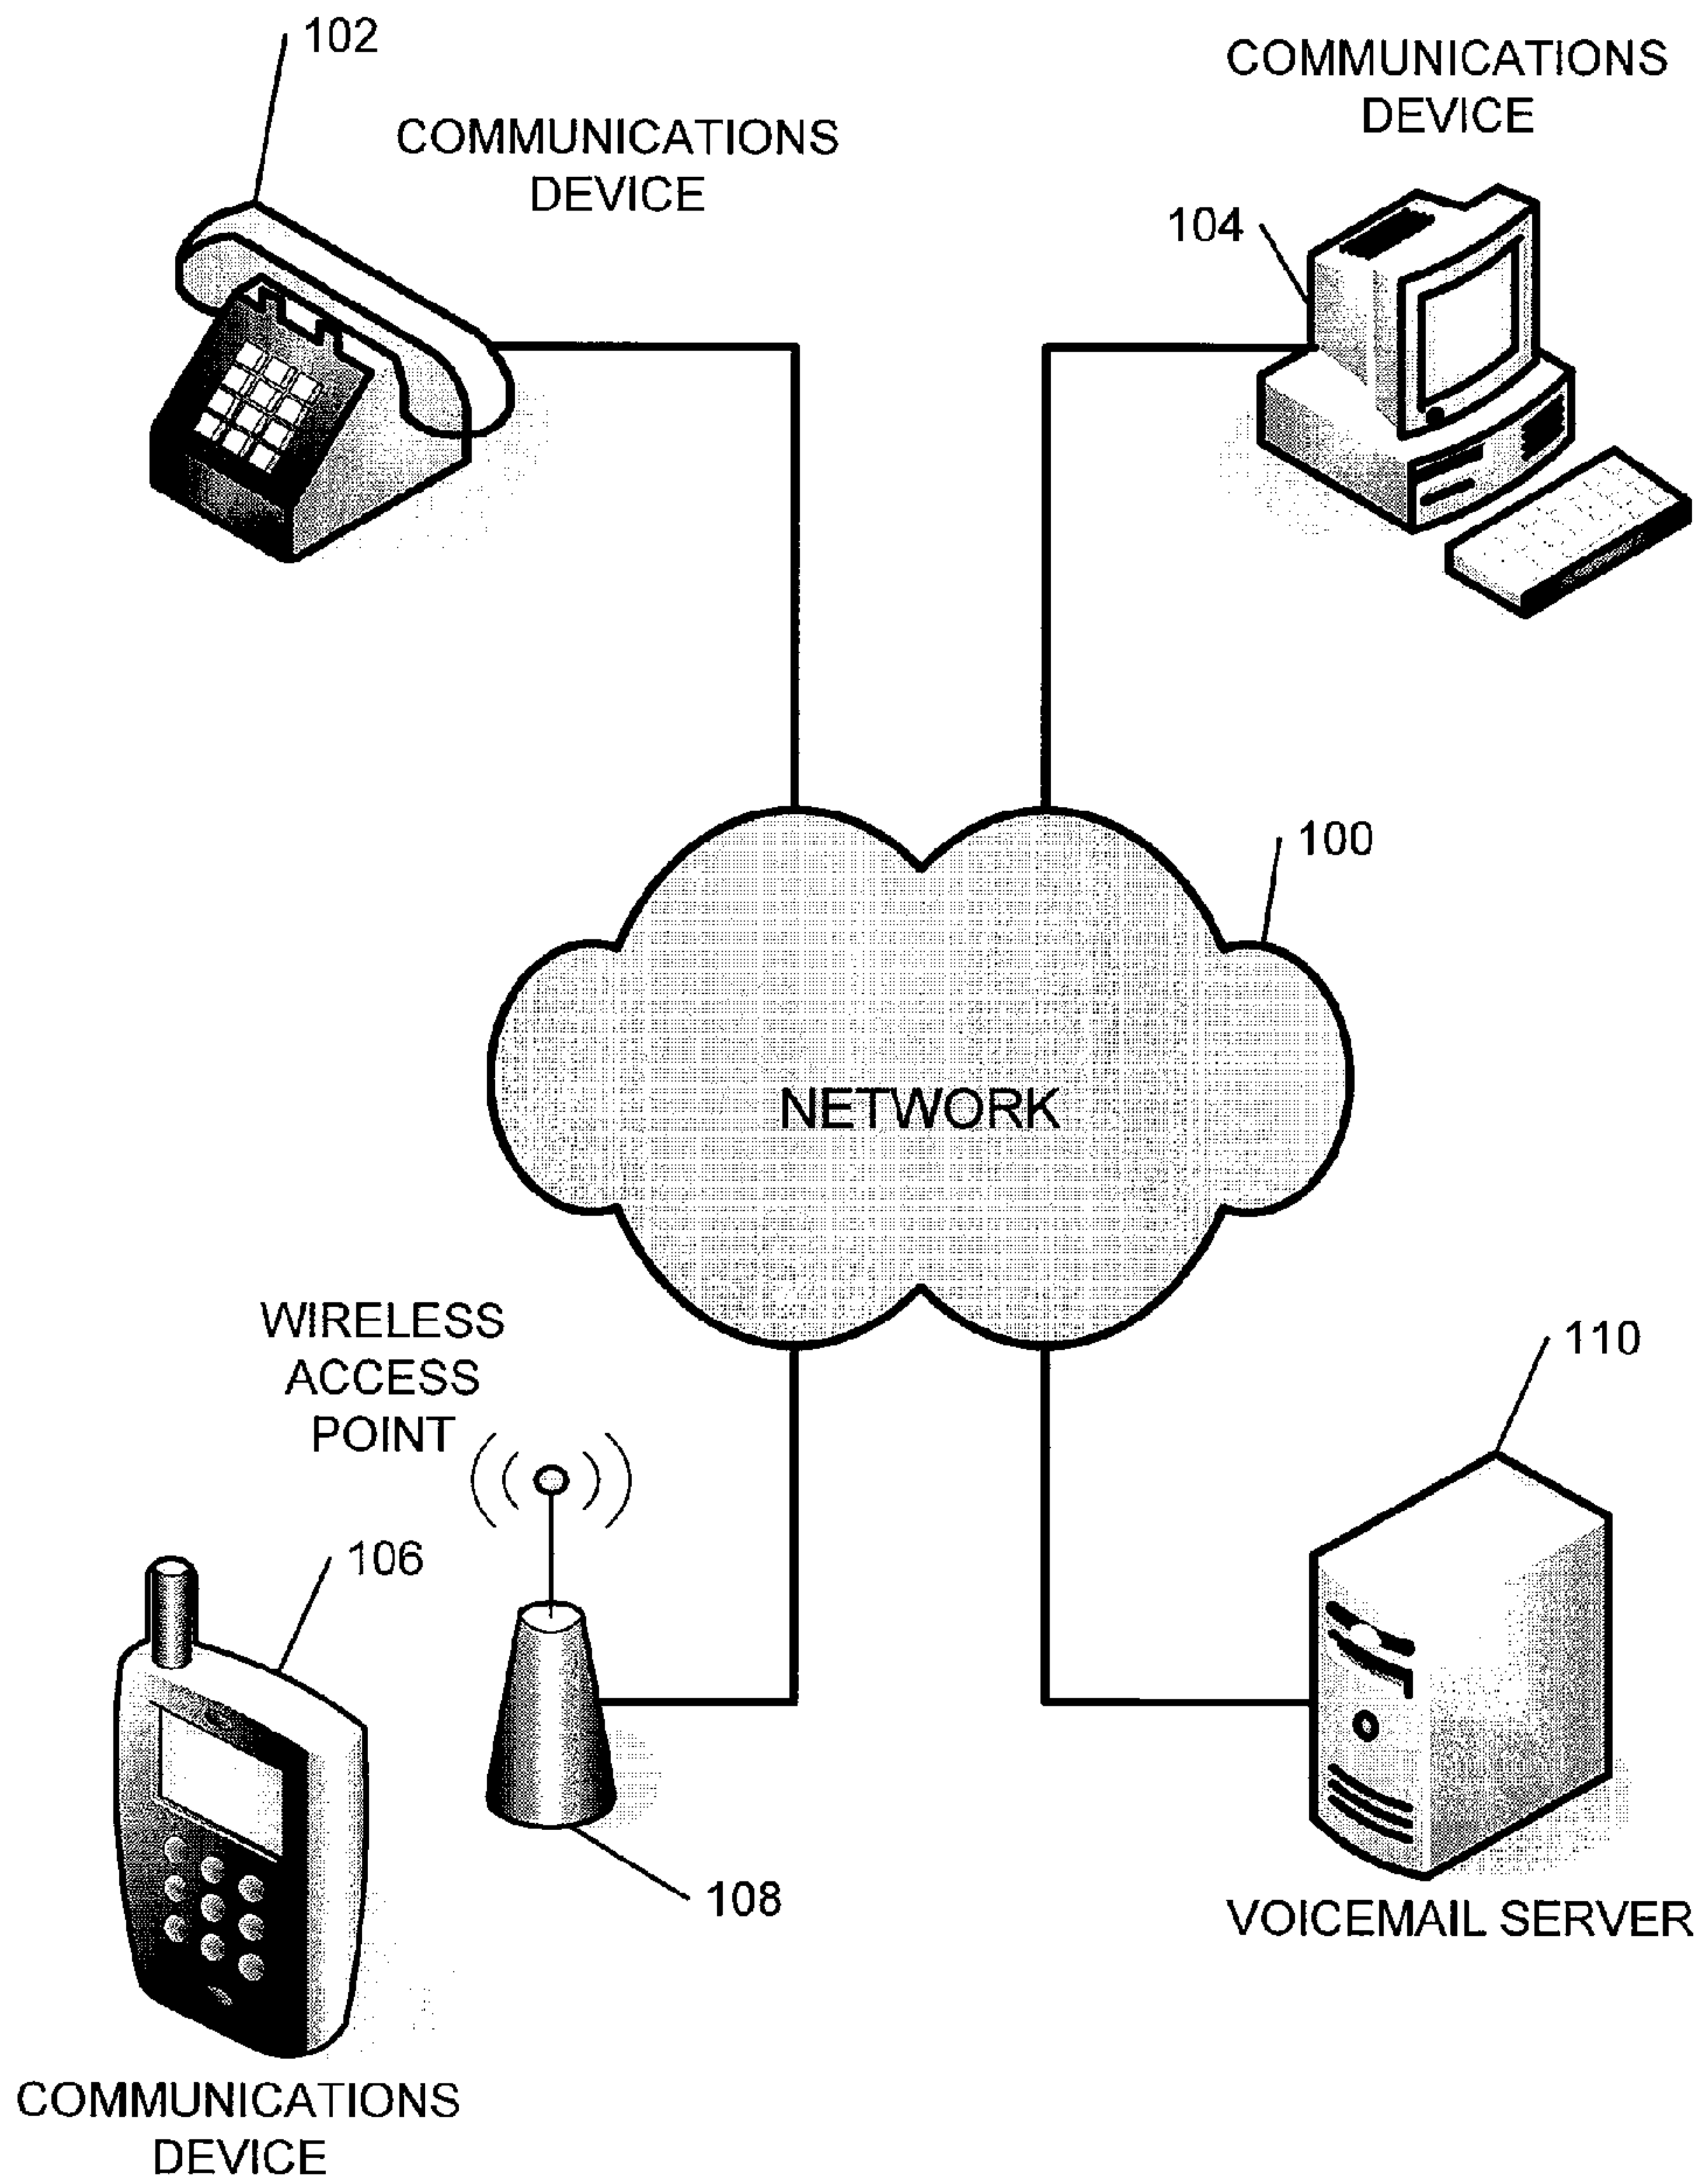 102
COMMUNICATIONS
DEVICE
COMMUNICATIONS
DEVICE
104
100
NETWORK
WIRELESS
ACCESS
POINT
110
106
108
VOICEMAIL SERVER
COMMUNICATIONS
DEVICE